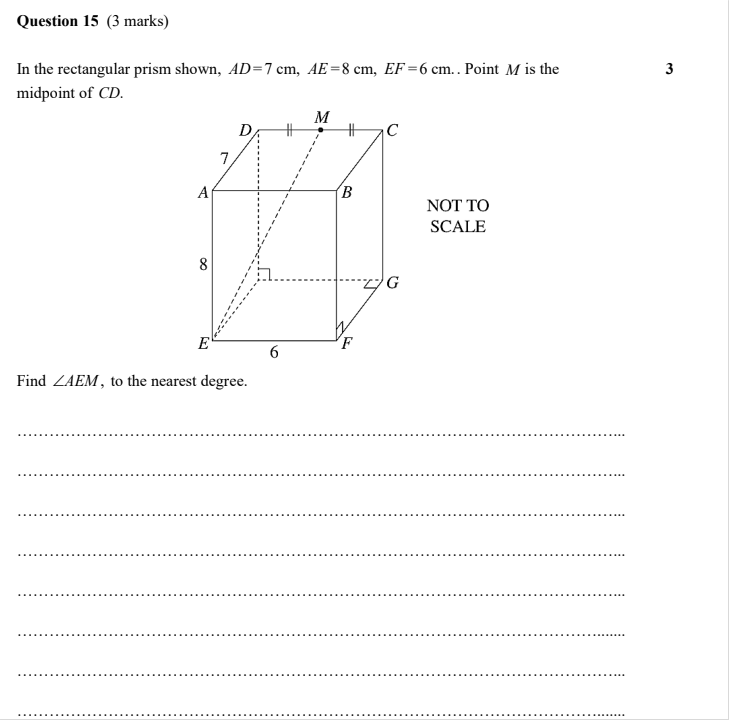 Question 15 (3 marks)
In the rectangular prism shown, AD=7 cm, AE=8 cm, EF=6 cm.. Point M is the 3
midpoint of CD.
M
D C
7
A B
NOT TO
SCALE
8
G
E F
6
Find ∠AEM, to the nearest degree.